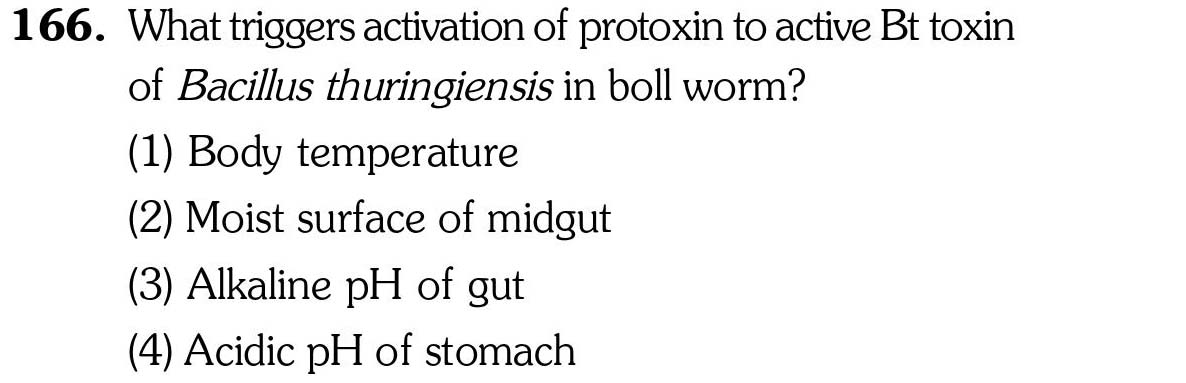 166. What triggers activation of protoxin to active Bt toxin
of Bacillus thuringiensis in boll worm?
(1) Body temperature
(2) Moist surface of midgut
(3) Alkaline pH of gut
(4) Acidic pH of stomach